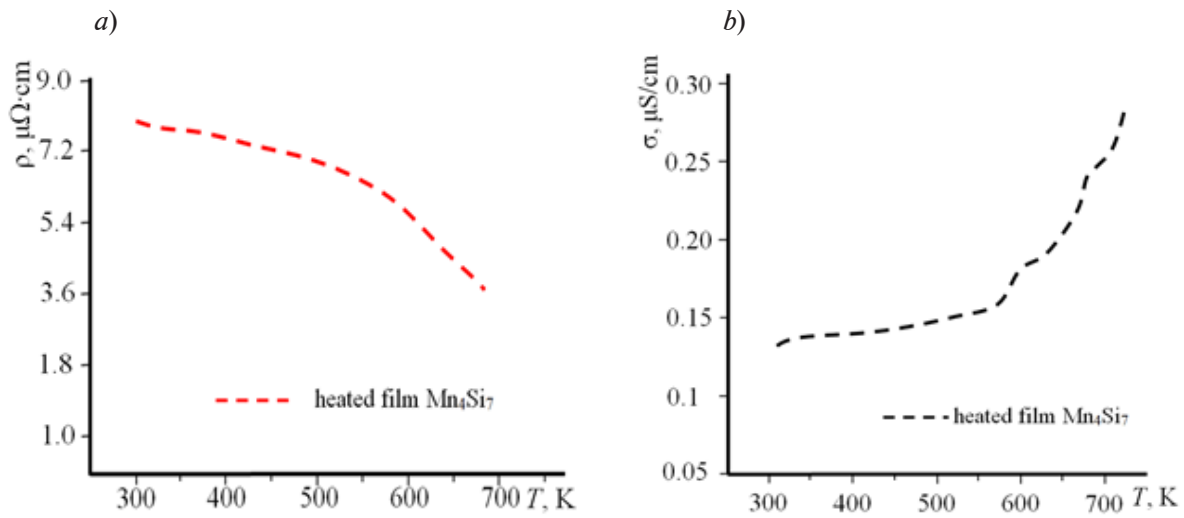 a)
ρ, μΩ·cm
9.0
7.2
5.4
3.6
1.8
1.0
heated film Mn₄Si₇
300 400 500 600 700 T, K
b)
σ, μS/cm
0.30
0.25
0.20
0.15
0.1
0.05
heated film Mn₄Si₇
300 400 500 600 700 T, K